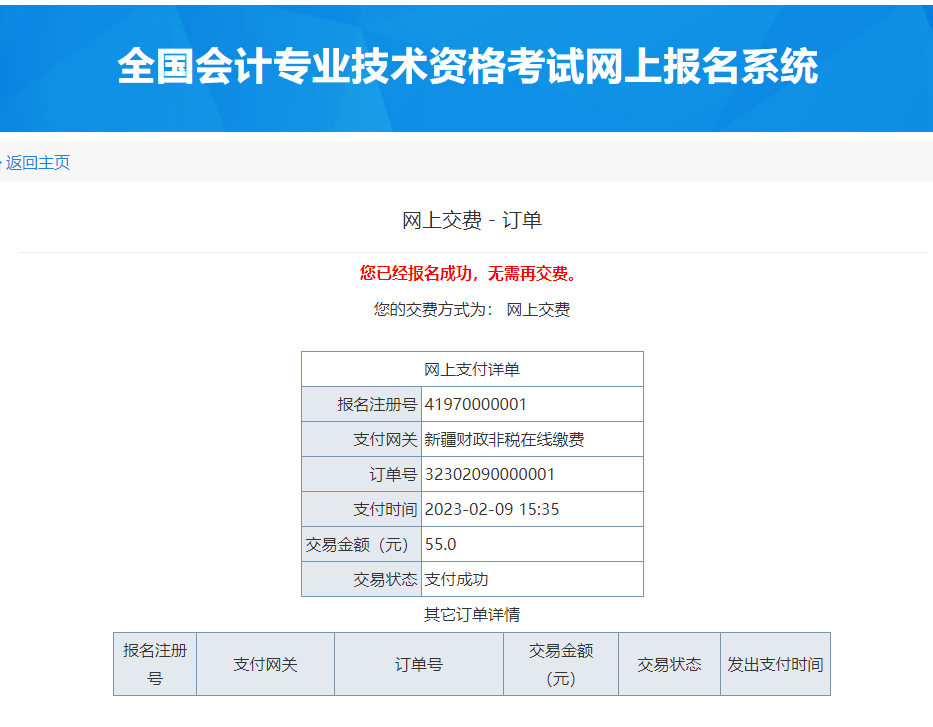 全国会计专业技术资格考试网上报名系统
返回主页
网上交费 - 订单
您已经报名成功，无需再交费。
您的交费方式为： 网上交费
网上支付详单
报名注册号 41970000001
支付网关 新疆财政非税在线缴费
订单号 32302090000001
支付时间 2023-02-09 15:35
交易金额（元） 55.0
交易状态 支付成功
其它订单详情
报名注册号 支付网关 订单号 交易金额（元） 交易状态 发出支付时间